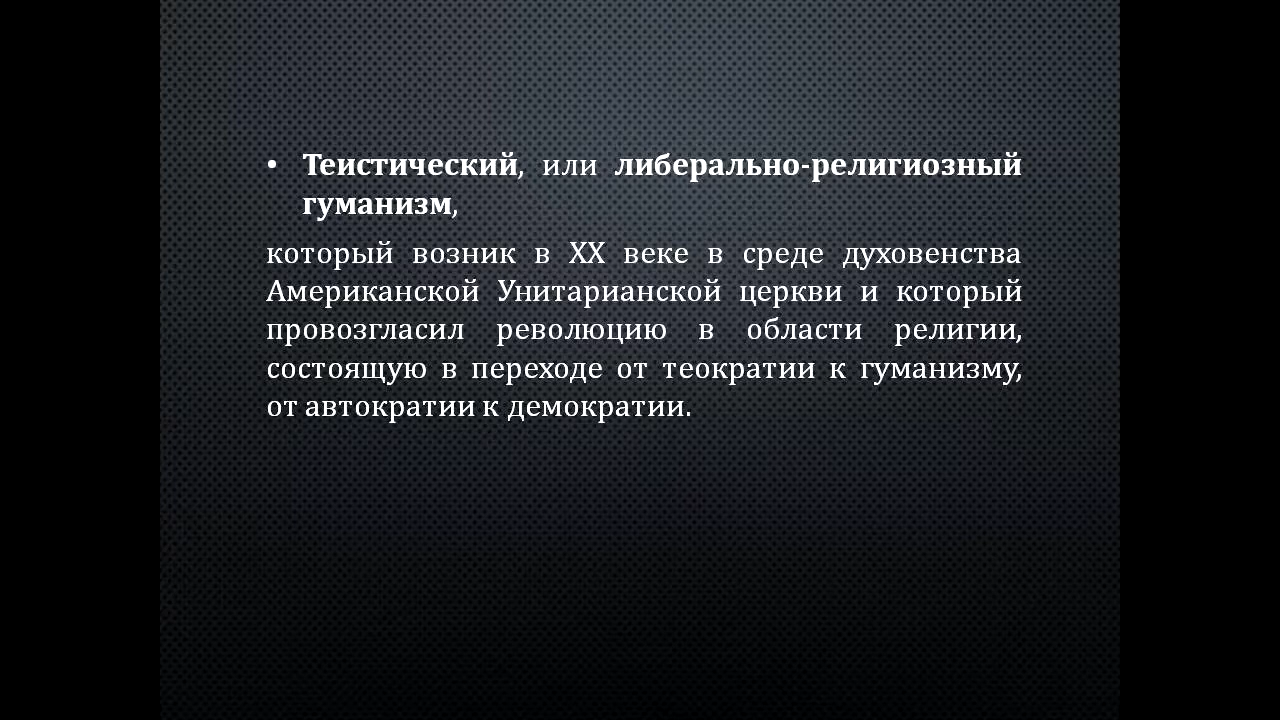 • Теистический, или либерально-религиозный
гуманизм,
который возник в XX веке в среде духовенства
Американской Унитарианской церкви и который
провозгласил революцию в области религии,
состоящую в переходе от теократии к гуманизму,
от автократии к демократии.